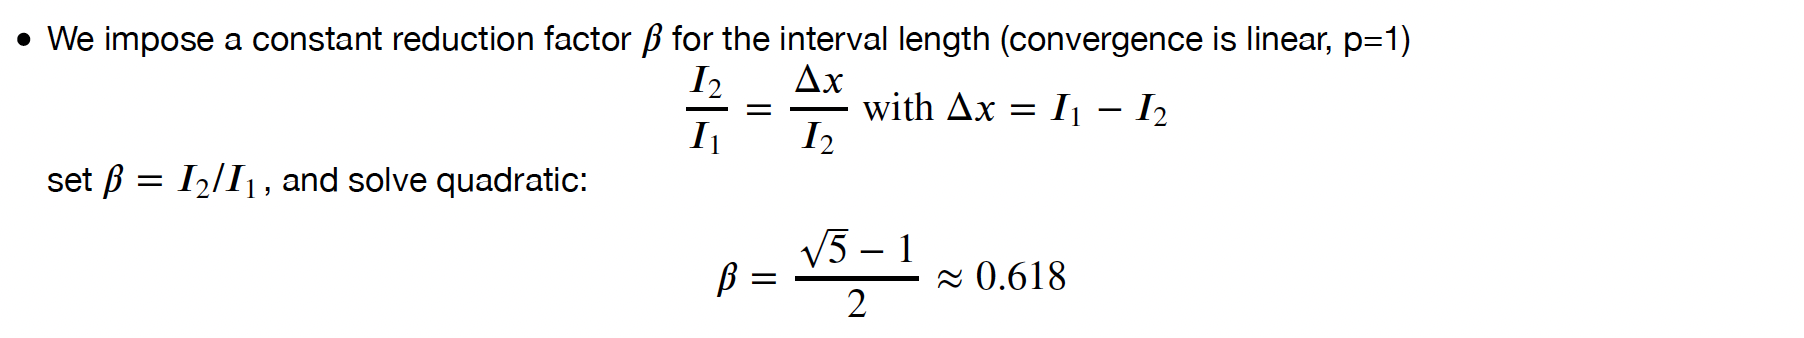 • We impose a constant reduction factor β for the interval length (convergence is linear, p=1)
I₂/I₁ = Δx/I₂ with Δx = I₁ − I₂
set β = I₂/I₁, and solve quadratic:
β = (√5 − 1)/2 ≈ 0.618